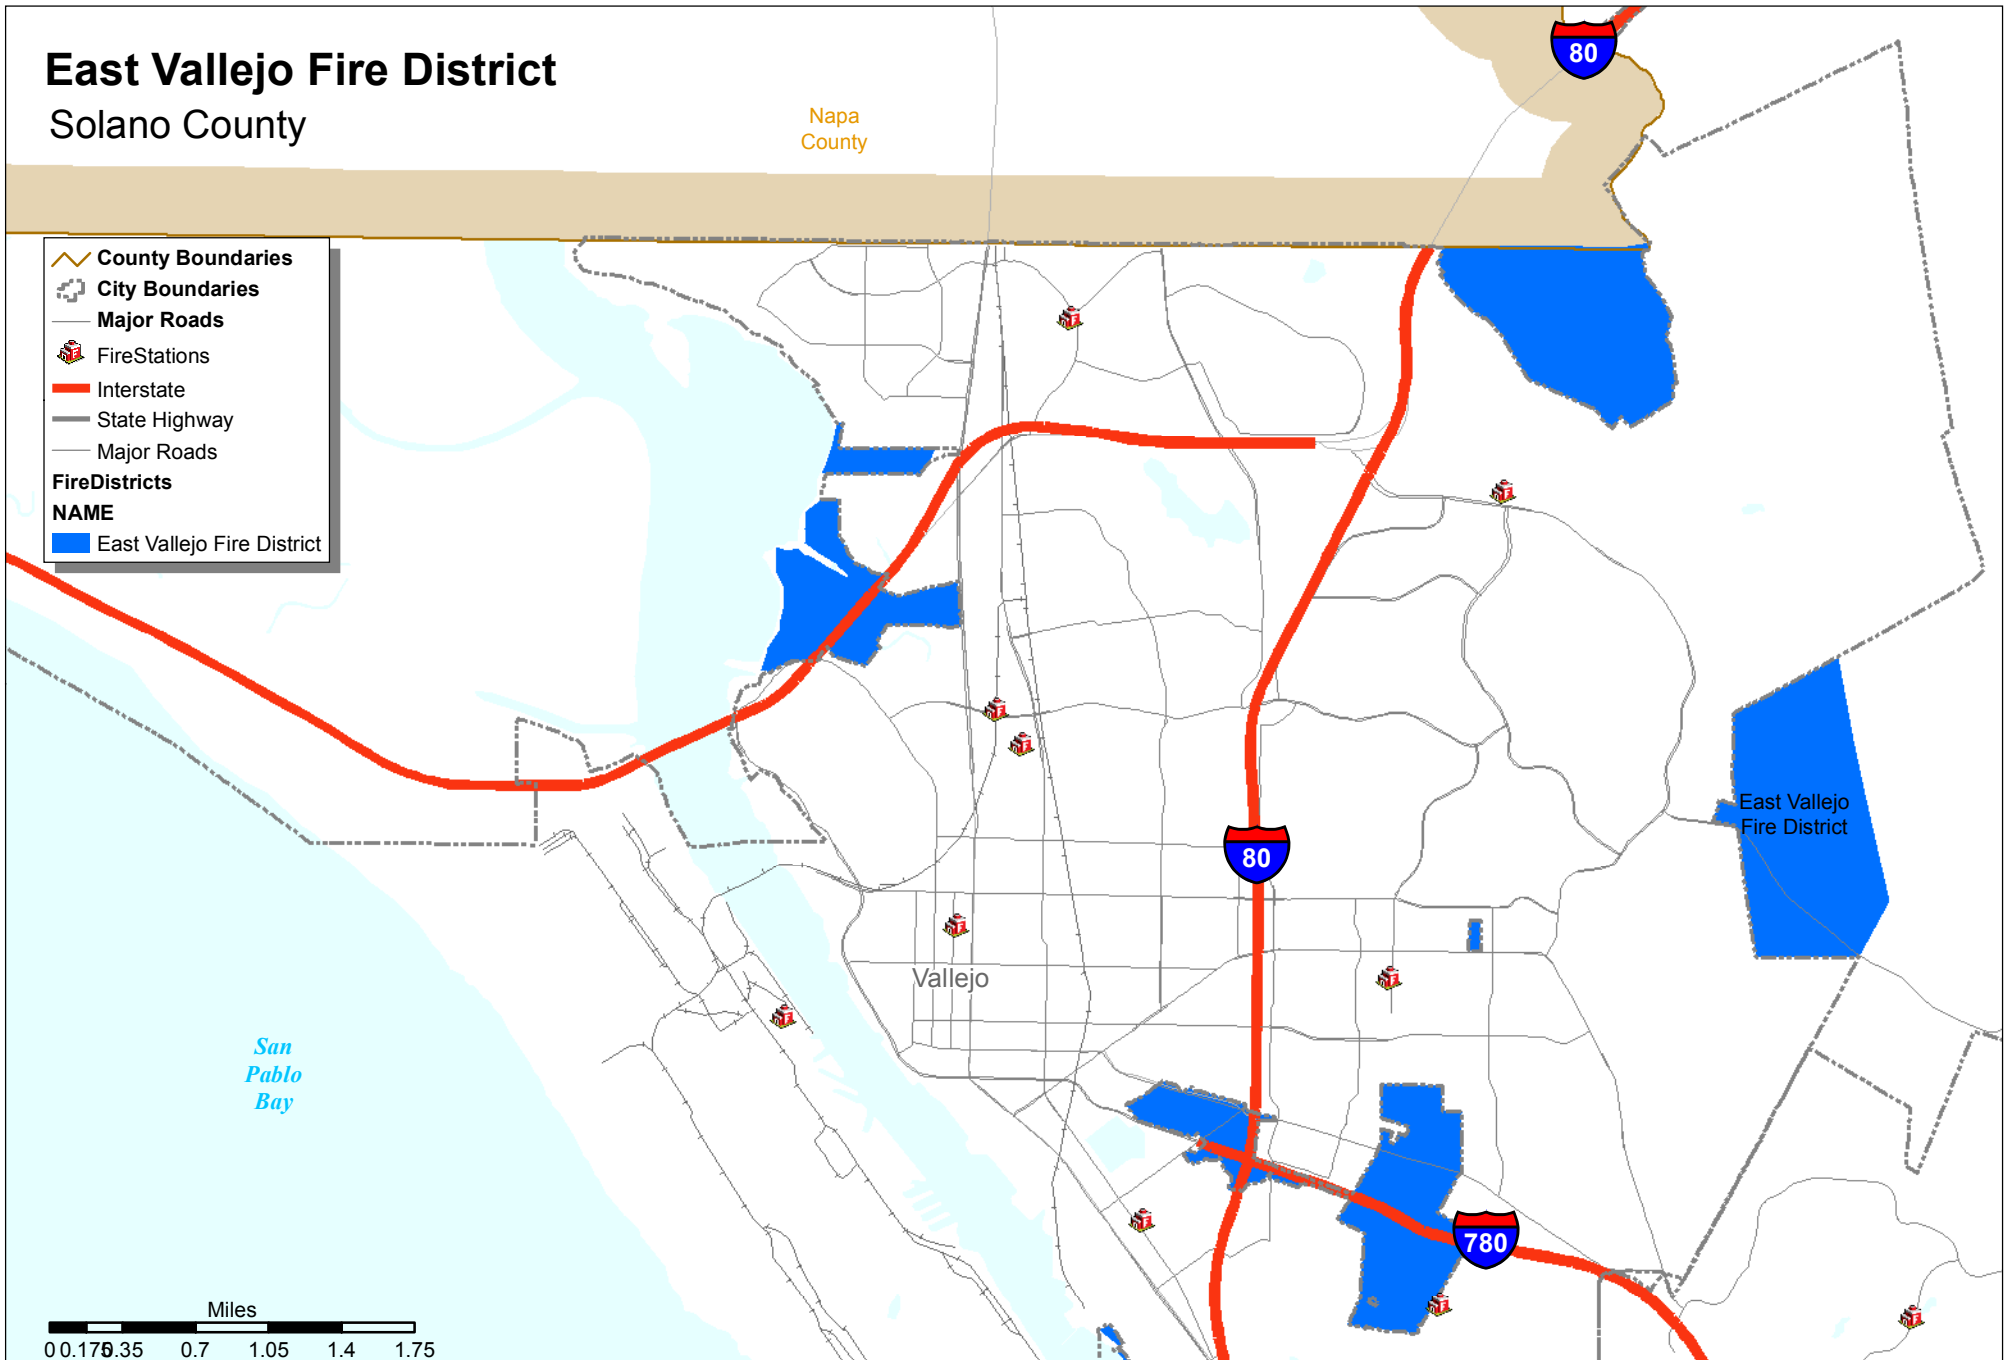 East Vallejo Fire District
Solano County
Napa
County
80
County Boundaries
City Boundaries
Major Roads
FireStations
Interstate
State Highway
Major Roads
FireDistricts
NAME
East Vallejo Fire District
East Vallejo
Fire District
80
Vallejo
San
Pablo
Bay
780
Miles
0 0.175 0.35 0.7 1.05 1.4 1.75